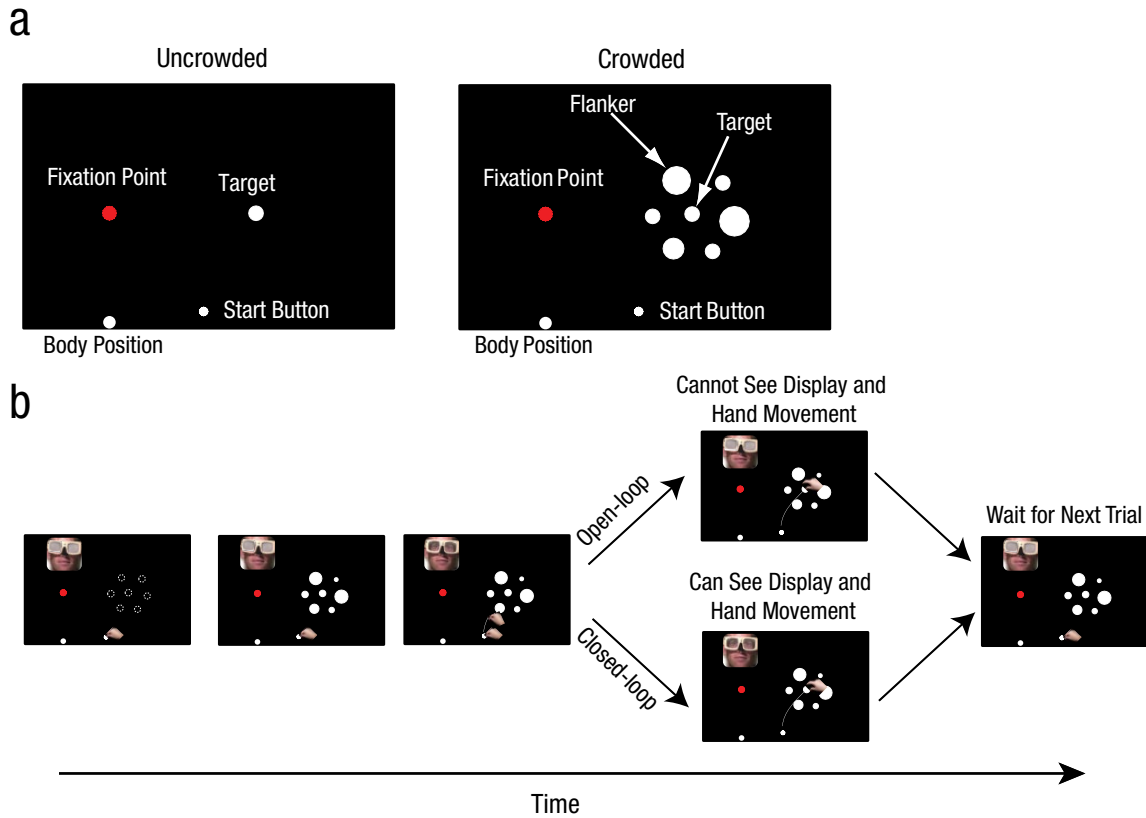 a
Uncrowded
Crowded
Fixation Point
Target
Start Button
Body Position
Flanker
Target
Fixation Point
Start Button
Body Position
b
Cannot See Display and
Hand Movement
Open-loop
Wait for Next Trial
Can See Display and
Hand Movement
Closed-loop
Time